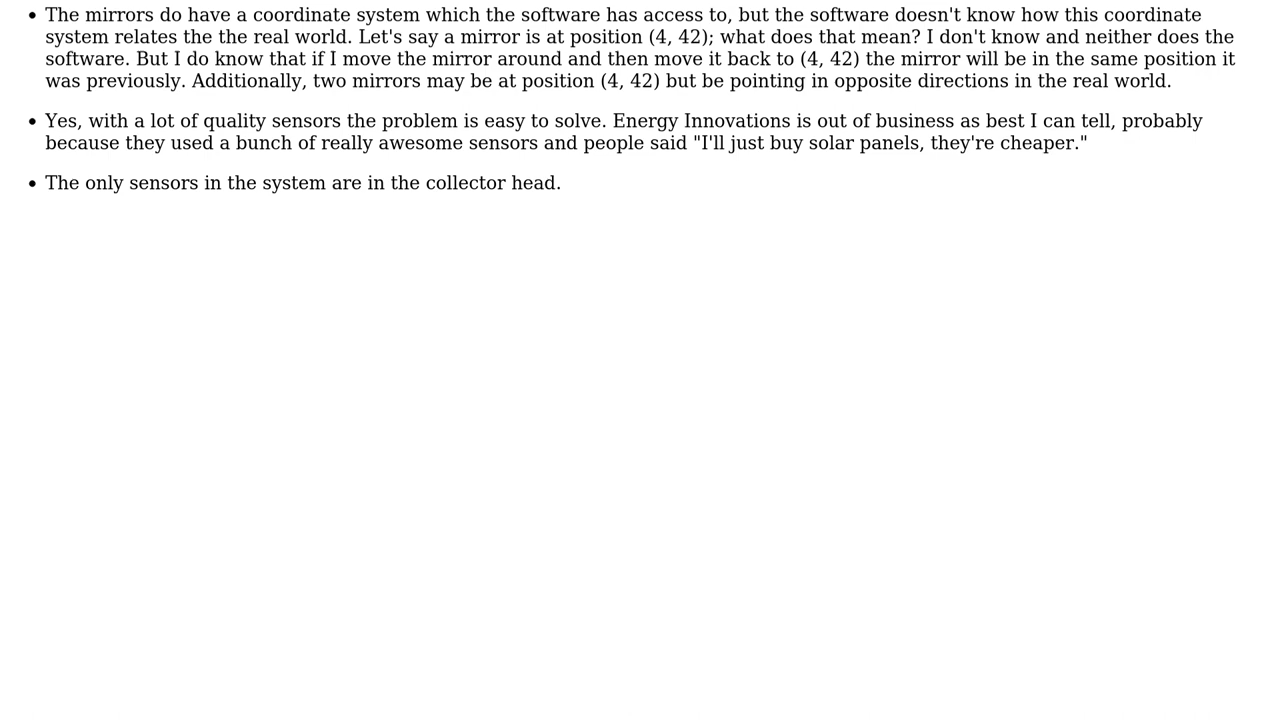 • The mirrors do have a coordinate system which the software has access to, but the software doesn't know how this coordinate
system relates the the real world. Let's say a mirror is at position (4, 42); what does that mean? I don't know and neither does the
software. But I do know that if I move the mirror around and then move it back to (4, 42) the mirror will be in the same position it
was previously. Additionally, two mirrors may be at position (4, 42) but be pointing in opposite directions in the real world.
• Yes, with a lot of quality sensors the problem is easy to solve. Energy Innovations is out of business as best I can tell, probably
because they used a bunch of really awesome sensors and people said "I'll just buy solar panels, they're cheaper."
• The only sensors in the system are in the collector head.